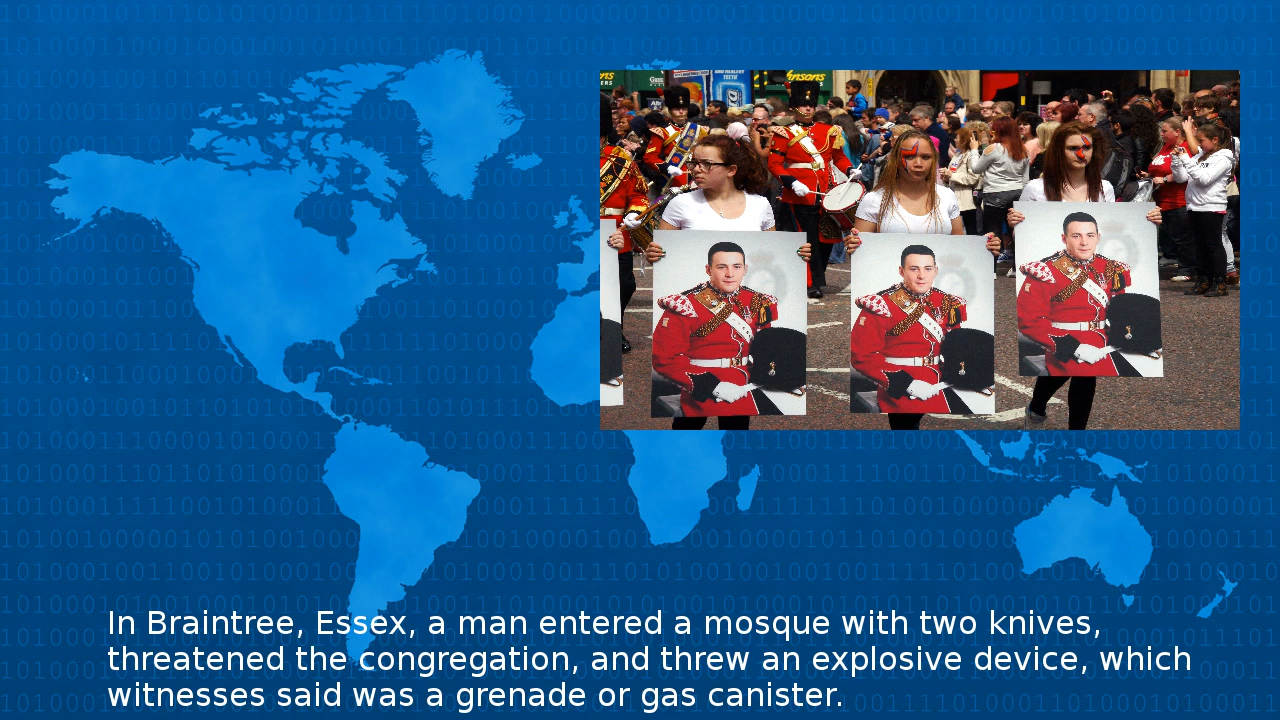 nsons
In Braintree, Essex, a man entered a mosque with two knives,
threatened the congregation, and threw an explosive device, which
witnesses said was a grenade or gas canister.